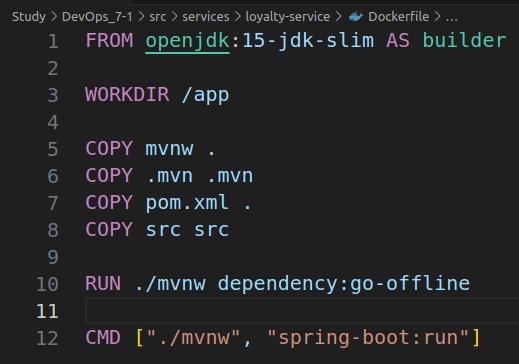 Study > DevOps_7-1 > src > services > loyalty-service > Dockerfile > ...
1 FROM openjdk:15-jdk-slim AS builder
2
3 WORKDIR /app
4
5 COPY mvnw .
6 COPY .mvn .mvn
7 COPY pom.xml .
8 COPY src src
9
10 RUN ./mvnw dependency:go-offline
11
12 CMD ["./mvnw", "spring-boot:run"]